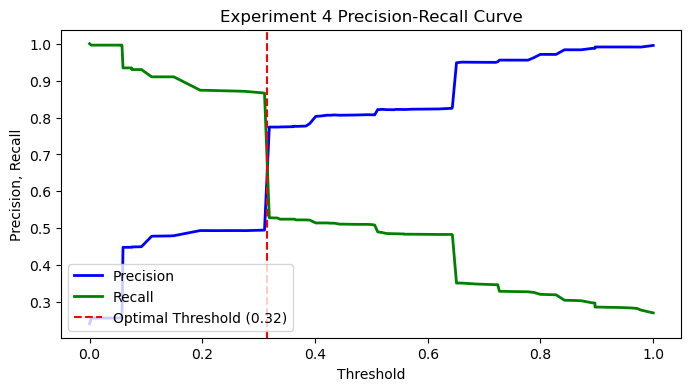 Experiment 4 Precision-Recall Curve
Precision, Recall
1.0
0.9
0.8
0.7
0.6
0.5
0.4
0.3
Precision
Recall
Optimal Threshold (0.32)
0.0 0.2 0.4 0.6 0.8 1.0
Threshold